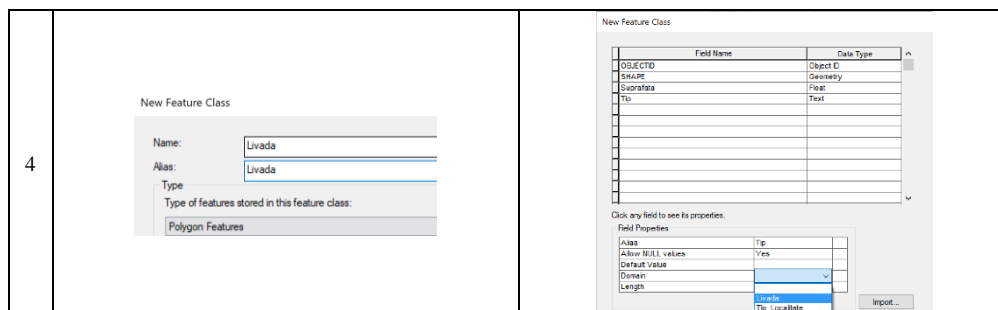 4
New Feature Class
Name: Livada
Alias: Livada
Type
Type of features stored in this feature class:
Polygon Features
New Feature Class
Field Name Data Type
OBJECTID Object ID
SHAPE Geometry
Suprafata Float
Tip Text
Click any field to see its properties.
Field Properties
Alias Tip
Allow NULL values Yes
Default Value
Domain
Length
Livada
Tip_Localitate
Import...